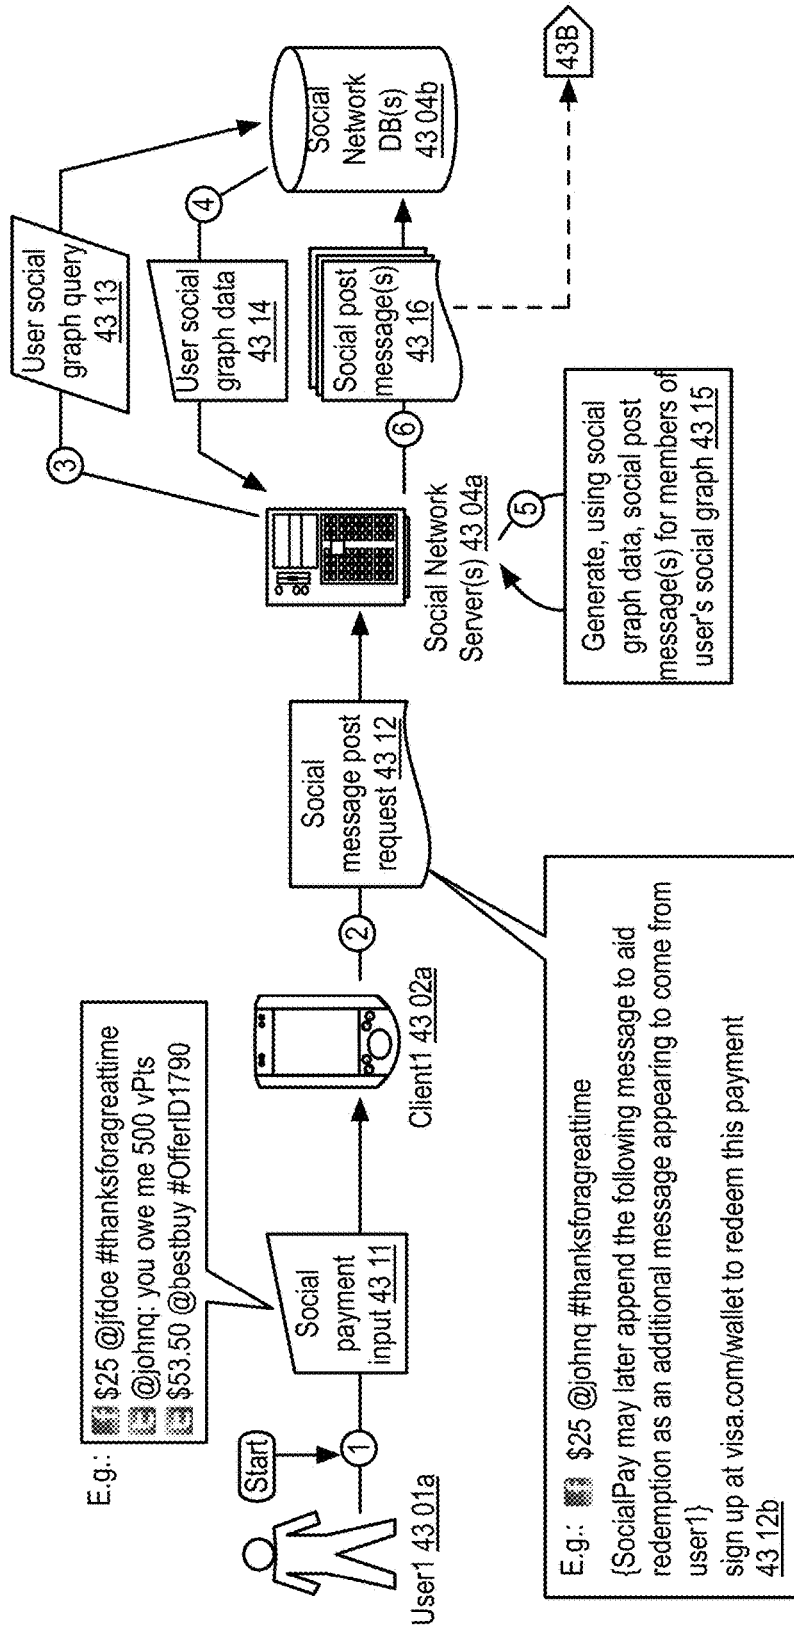 E.g.:
$25 @jfdoe #thanksforagreattime
@johnq: you owe me 500 vPts
$53.50 @bestbuy #OfferID1790
Start
1
User1 43 01a
Social
payment
input 43 11
Client1 43 02a
2
Social
message post
request 43 12
E.g.: $25 @johnq #thanksforagreattime
{SocialPay may later append the following message to aid
redemption as an additional message appearing to come from
user1}
sign up at visa.com/wallet to redeem this payment
43 12b
Social Network
Server(s) 43 04a
3
User social
graph query
43 13
4
User social
graph data
43 14
5
Generate, using social
graph data, social post
message(s) for members of
user's social graph 43 15
6
Social post
message(s)
43 16
Social
Network
DB(s)
43 04b
43B